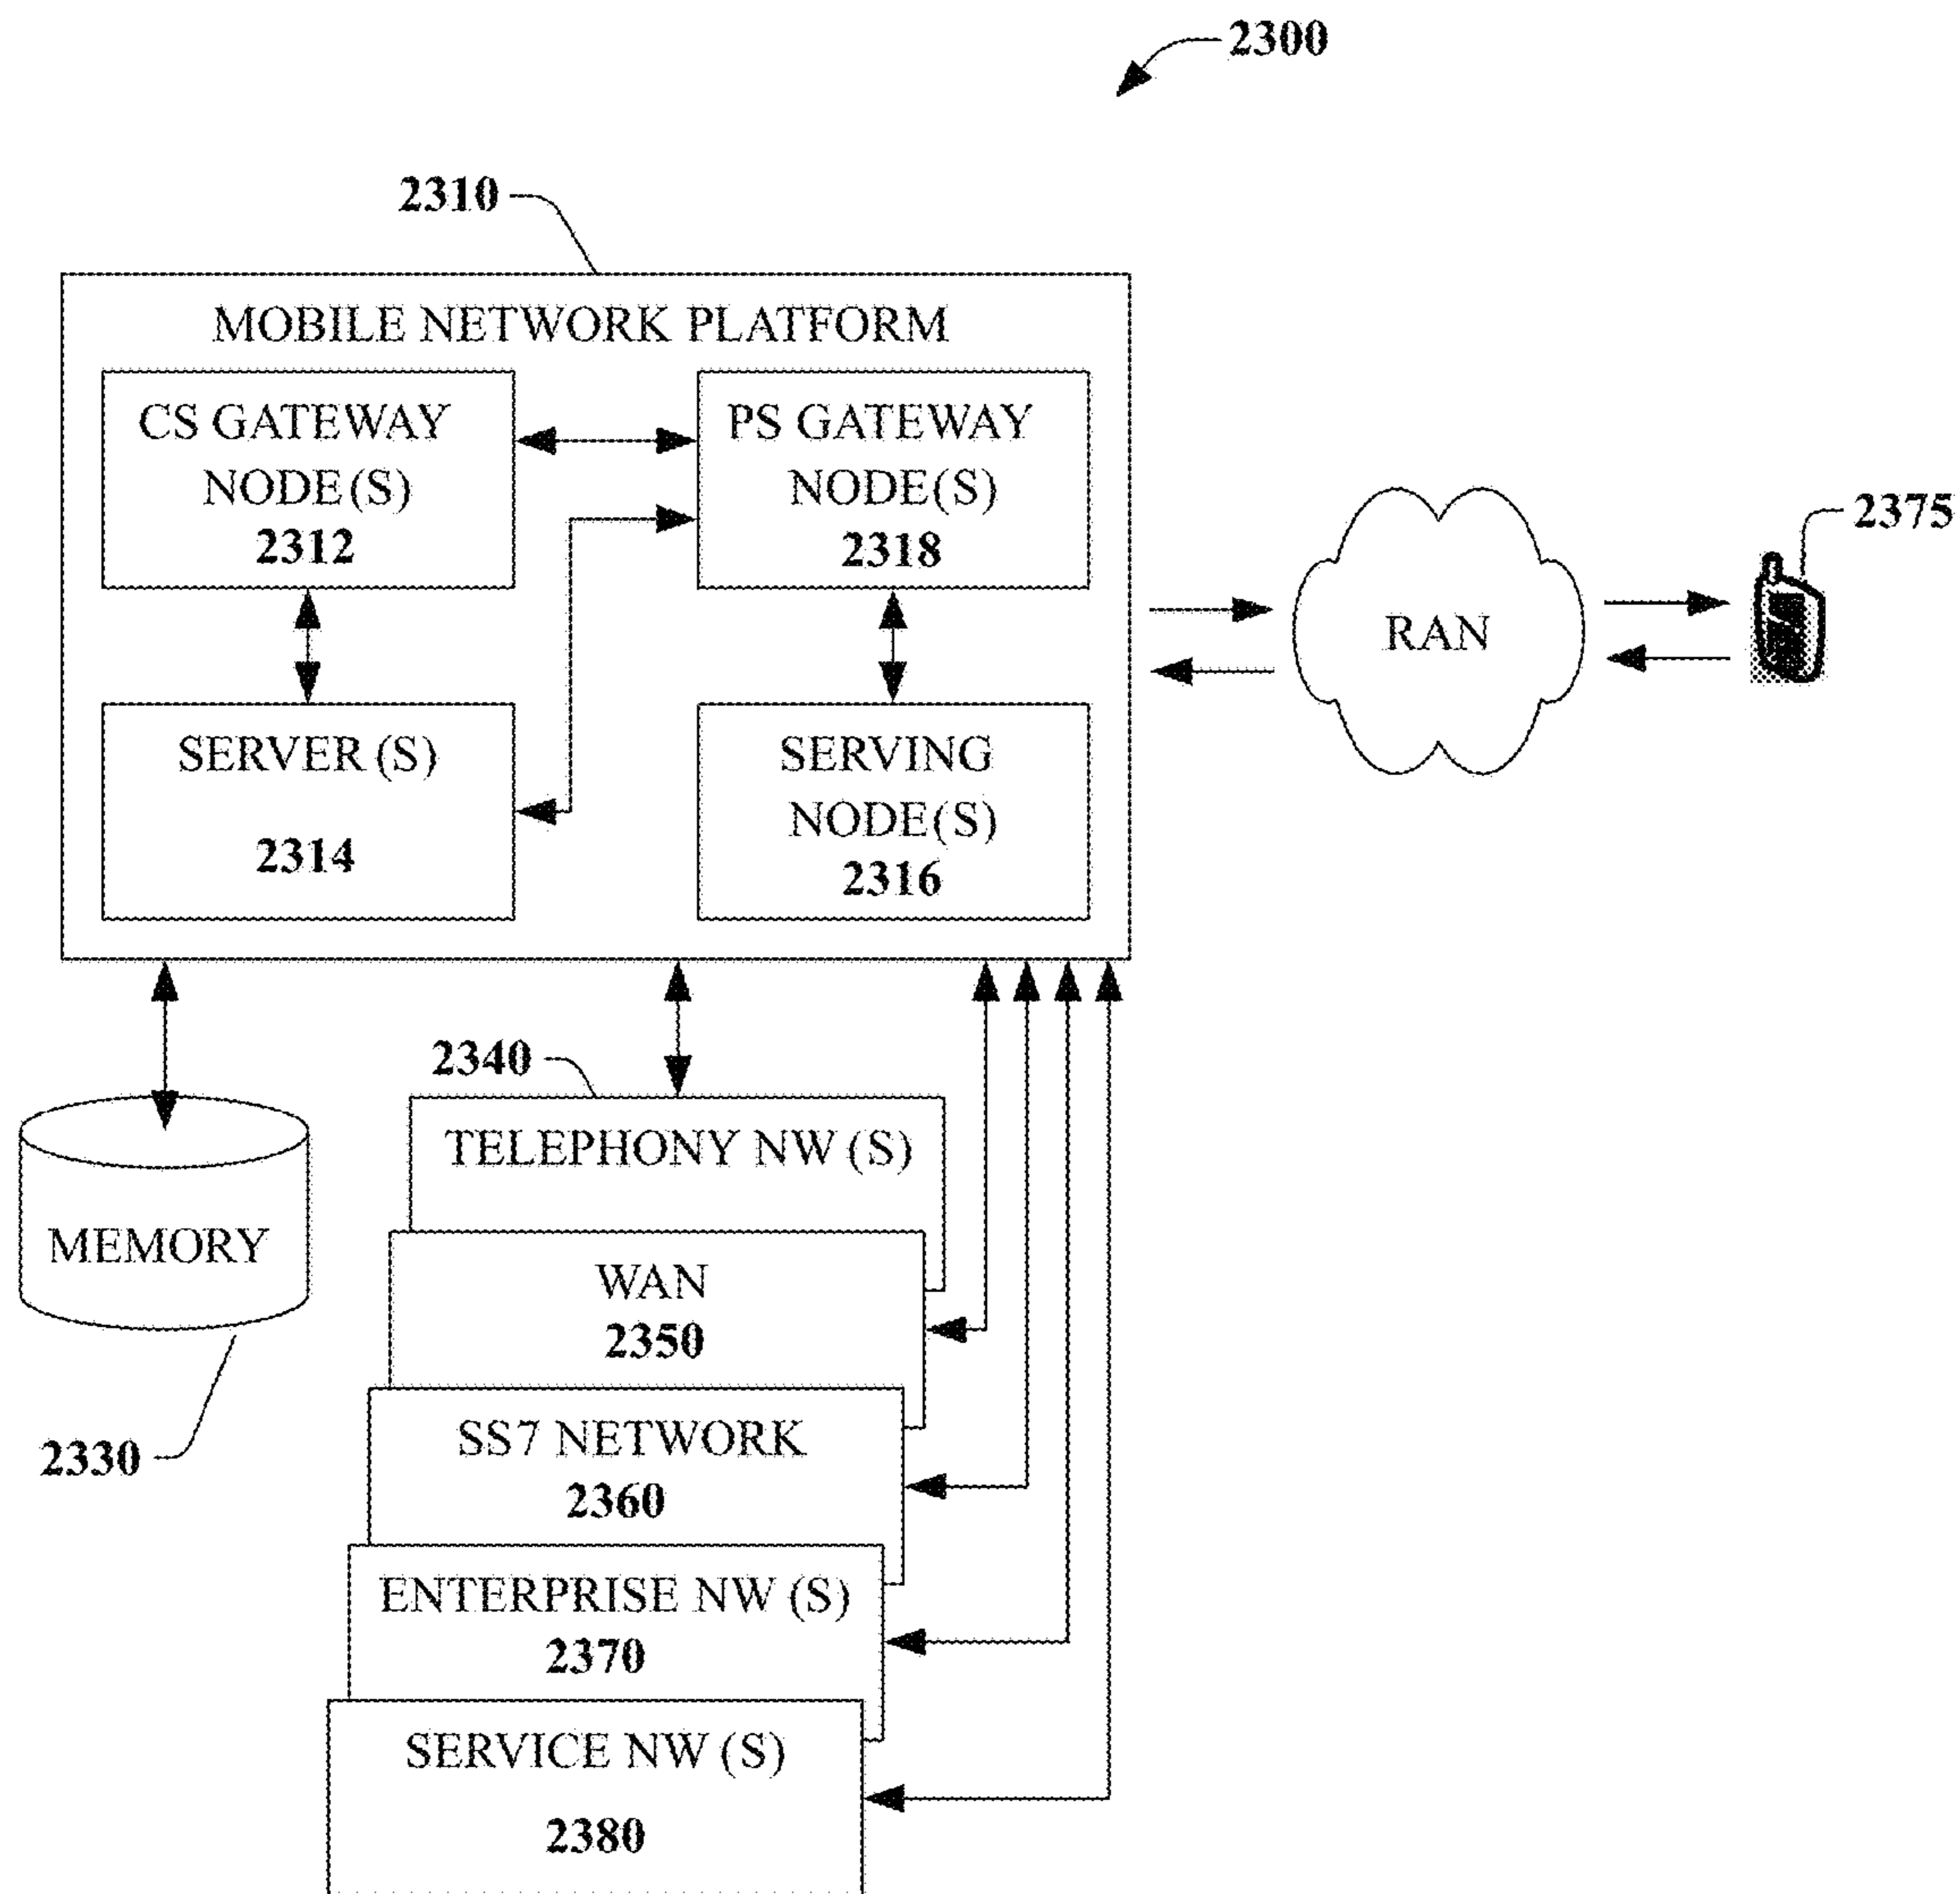 2300
2310
MOBILE NETWORK PLATFORM
CS GATEWAY
NODE(S)
2312
PS GATEWAY
NODE(S)
2318
SERVER (S)
2314
SERVING
NODE(S)
2316
RAN
2375
2340
TELEPHONY NW (S)
MEMORY
2330
WAN
2350
SS7 NETWORK
2360
ENTERPRISE NW (S)
2370
SERVICE NW (S)
2380